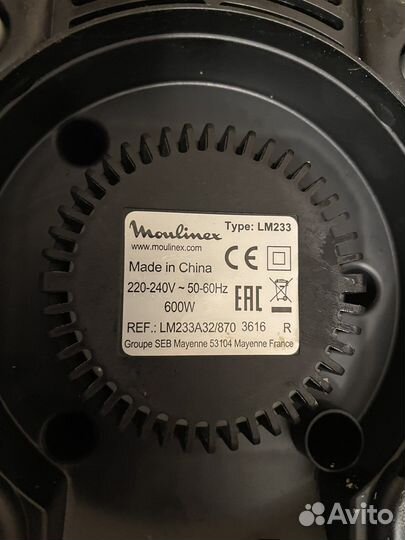 Moulinex Type: LM233
www.moulinex.com
Made in China
220-240V ~ 50-60Hz
600W
CE EAC
REF.: LM233A32/870 3616 R
Groupe SEB Mayenne 53104 Mayenne France
Avito